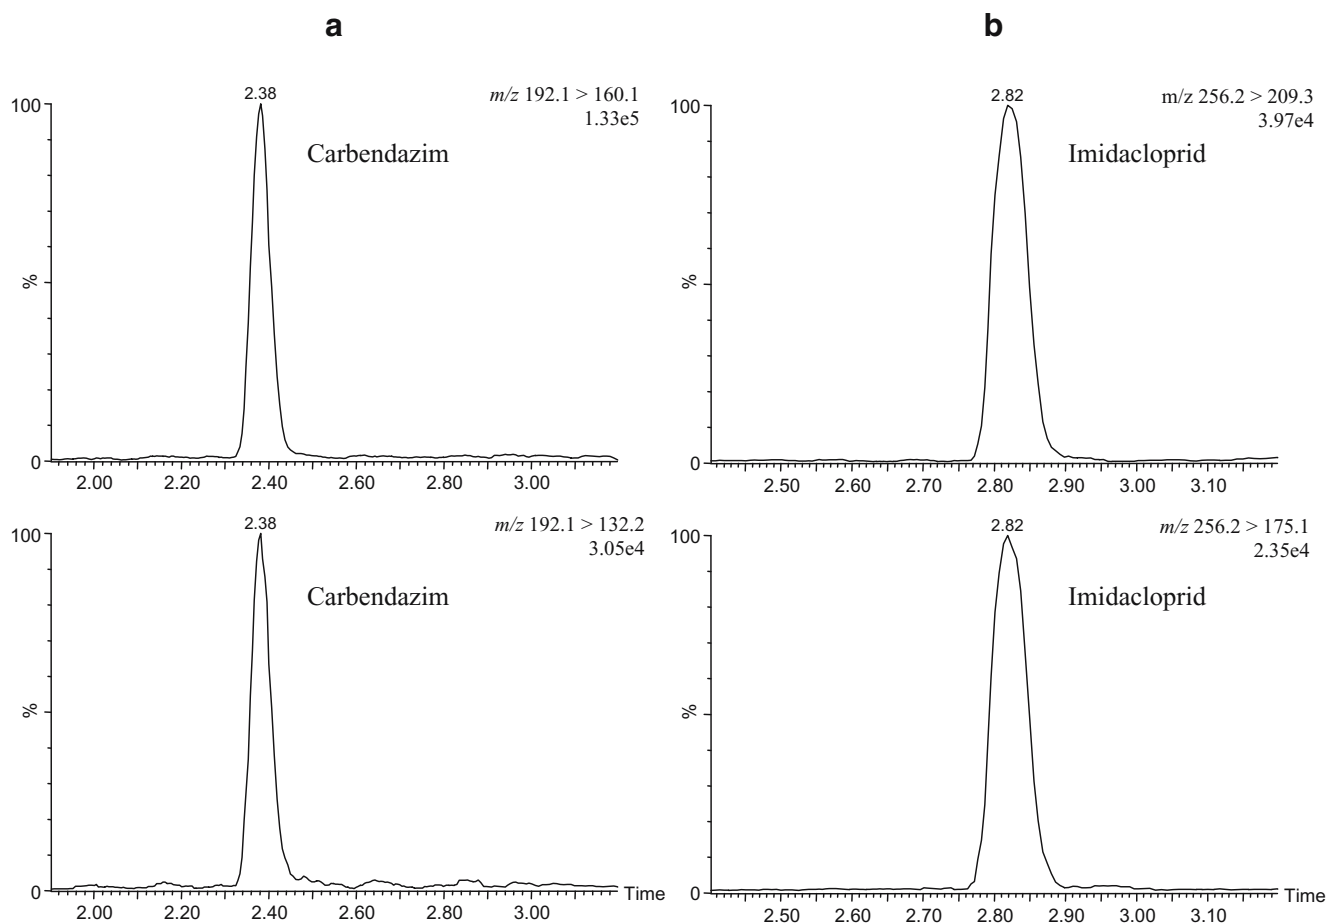 a
b
2.38
m/z 192.1 > 160.1
1.33e5
Carbendazim
100
%
0
2.00 2.20 2.40 2.60 2.80 3.00
2.82
m/z 256.2 > 209.3
3.97e4
Imidacloprid
100
%
0
2.50 2.60 2.70 2.80 2.90 3.00 3.10
2.38
m/z 192.1 > 132.2
3.05e4
Carbendazim
100
%
0
2.00 2.20 2.40 2.60 2.80 3.00
Time
2.82
m/z 256.2 > 175.1
2.35e4
Imidacloprid
100
%
0
2.50 2.60 2.70 2.80 2.90 3.00 3.10
Time